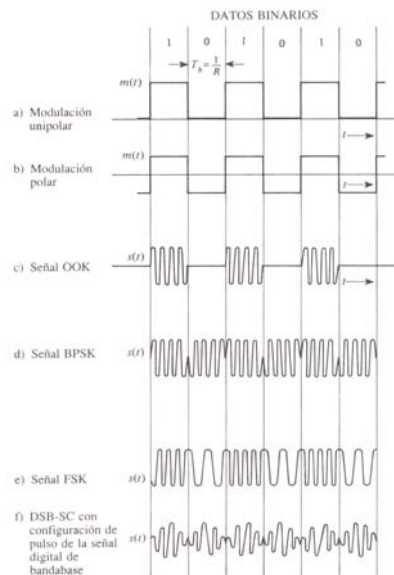 DATOS BINARIOS
1 0 1 0 1 0
T_b = 1/R
m(t)
a) Modulación
unipolar
t
b) Modulación
polar
m(t)
t
c) Señal OOK
s(t)
t
d) Señal BPSK
s(t)
e) Señal FSK
s(t)
f) DSB-SC con
configuración de
pulso de la señal
digital de
bandabase
s(t)